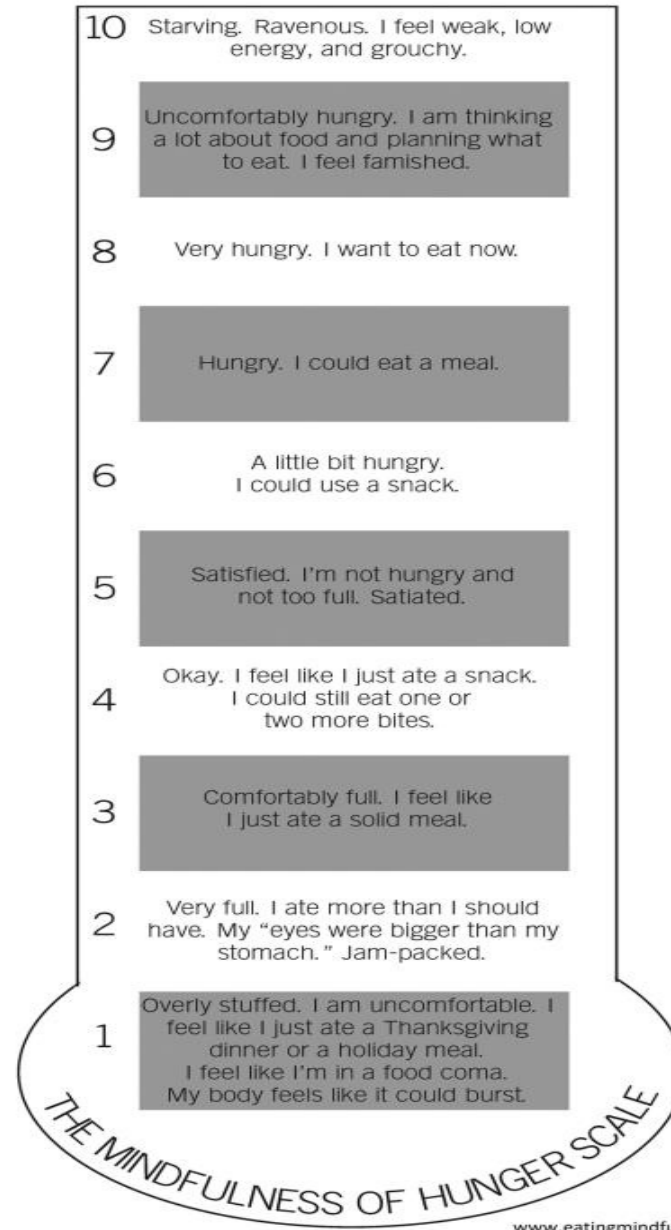 10 Starving. Ravenous. I feel weak, low
energy, and grouchy.
9 Uncomfortably hungry. I am thinking
a lot about food and planning what
to eat. I feel famished.
8 Very hungry. I want to eat now.
7 Hungry. I could eat a meal.
6 A little bit hungry.
I could use a snack.
5 Satisfied. I'm not hungry and
not too full. Satiated.
4 Okay. I feel like I just ate a snack.
I could still eat one or
two more bites.
3 Comfortably full. I feel like
I just ate a solid meal.
2 Very full. I ate more than I should
have. My “eyes were bigger than my
stomach.” Jam-packed.
1 Overly stuffed. I am uncomfortable. I
feel like I just ate a Thanksgiving
dinner or a holiday meal.
I feel like I'm in a food coma.
My body feels like it could burst.
THE MINDFULNESS OF HUNGER SCALE